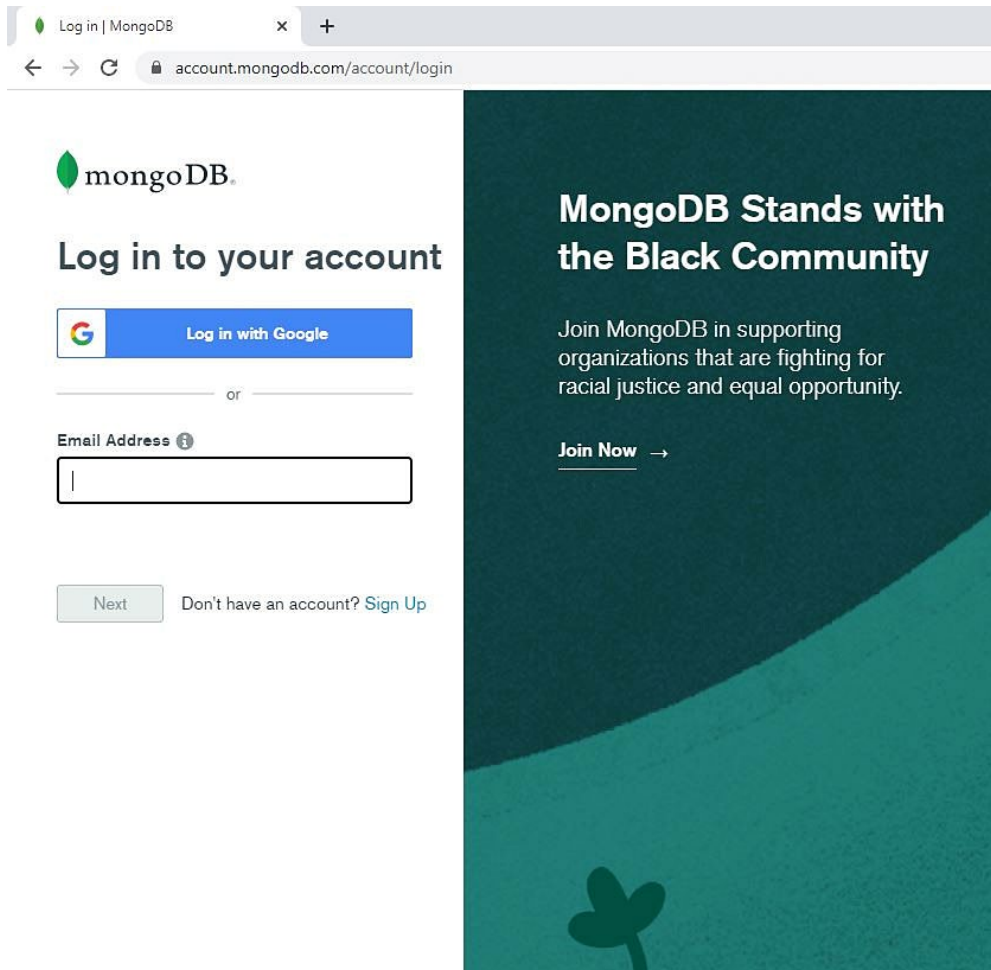 Log in | MongoDB
account.mongodb.com/account/login
mongoDB.
Log in to your account
Log in with Google
or
Email Address
Next
Don't have an account? Sign Up
MongoDB Stands with
the Black Community
Join MongoDB in supporting
organizations that are fighting for
racial justice and equal opportunity.
Join Now →